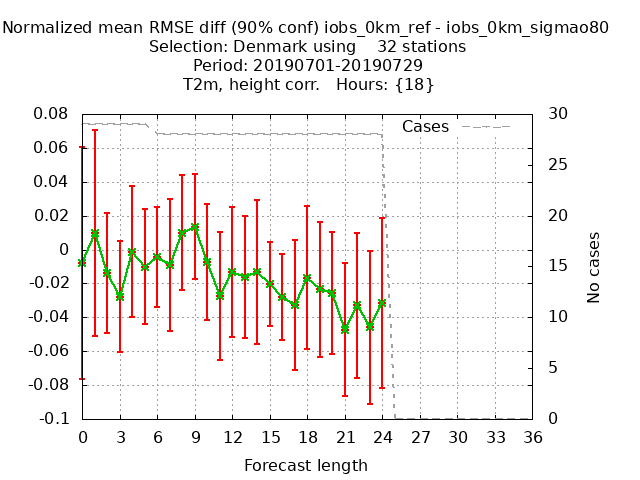 Normalized mean RMSE diff (90% conf) iobs_0km_ref - iobs_0km_sigmao80
Selection: Denmark using 32 stations
Period: 20190701-20190729
T2m, height corr. Hours: {18}
Cases
0.08
0.06
0.04
0.02
0
-0.02
-0.04
-0.06
-0.08
-0.1
30
25
20
15
10
5
0
No cases
0 3 6 9 12 15 18 21 24 27 30 33 36
Forecast length